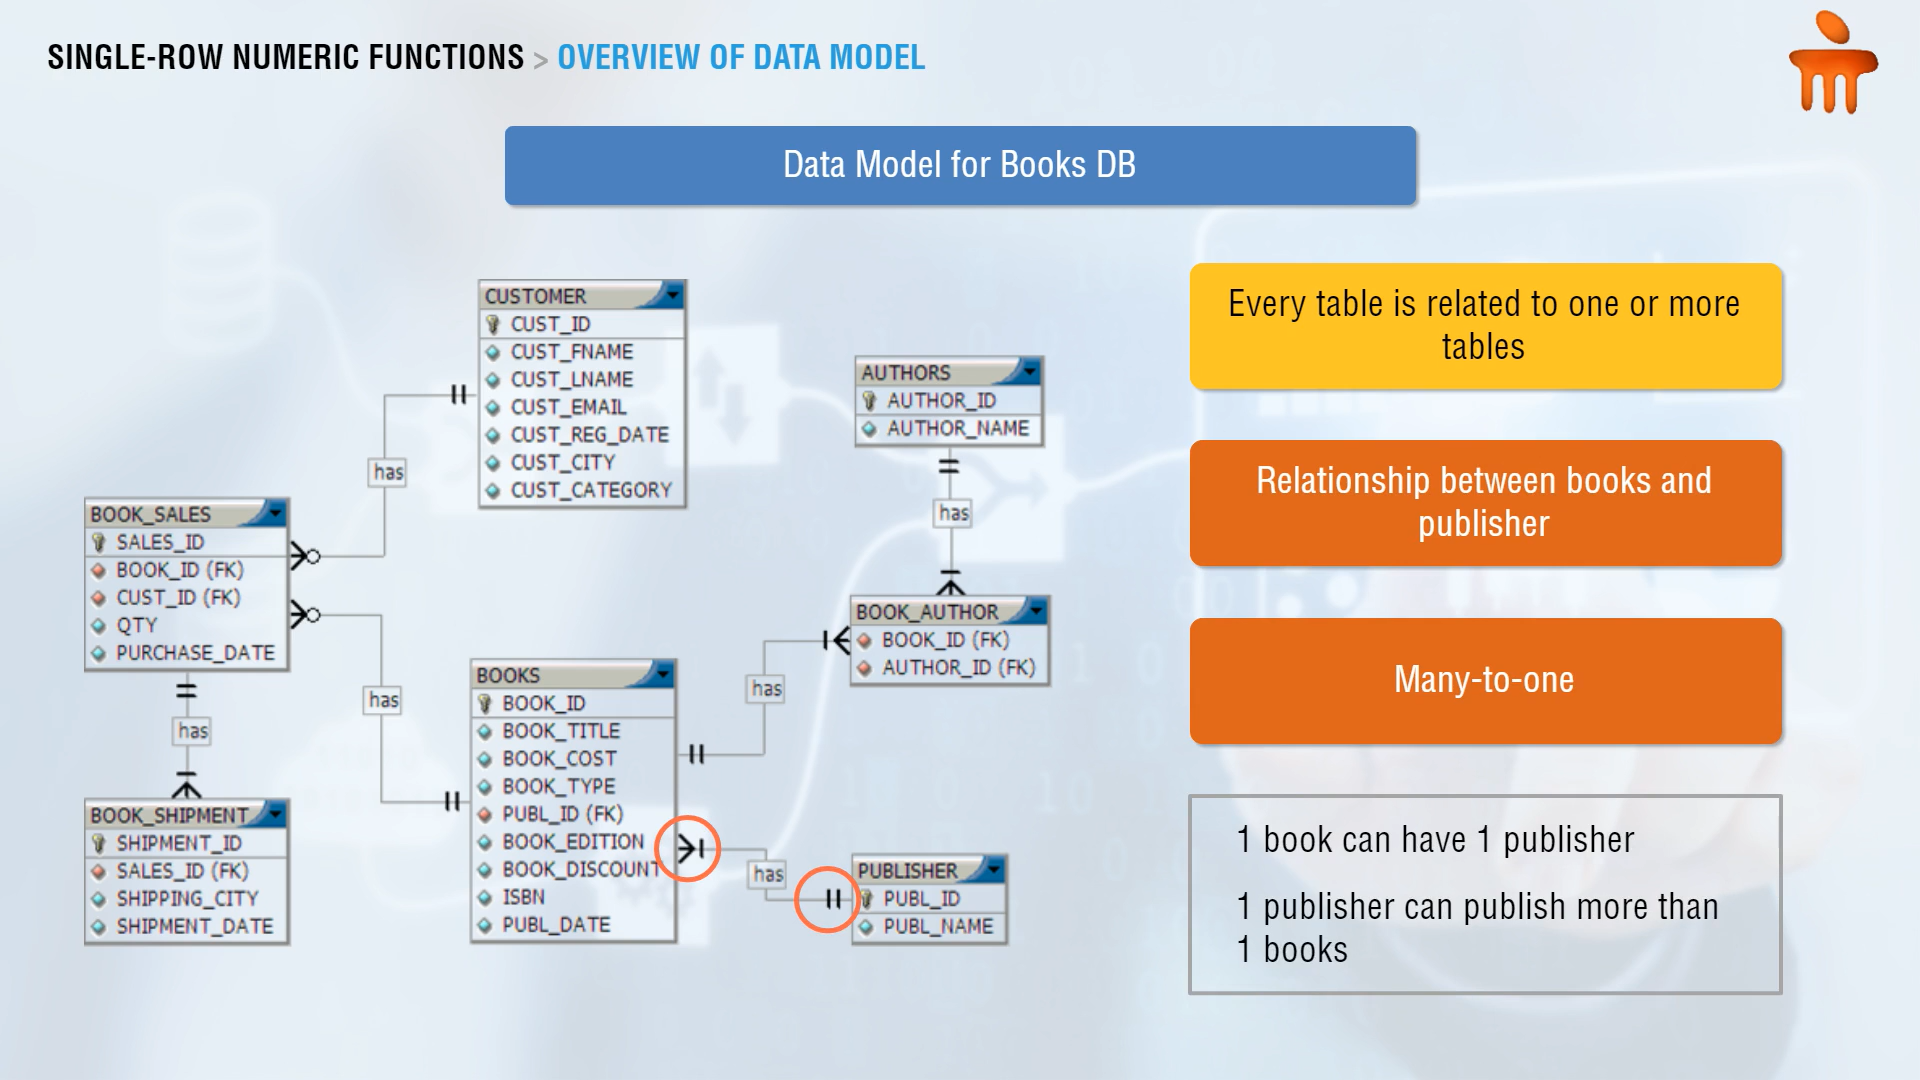 SINGLE-ROW NUMERIC FUNCTIONS > OVERVIEW OF DATA MODEL
Data Model for Books DB
CUSTOMER
CUST_ID
CUST_FNAME
CUST_LNAME
CUST_EMAIL
CUST_REG_DATE
CUST_CITY
CUST_CATEGORY
AUTHORS
AUTHOR_ID
AUTHOR_NAME
has
has
BOOK_SALES
SALES_ID
BOOK_ID (FK)
CUST_ID (FK)
QTY
PURCHASE_DATE
BOOK_AUTHOR
BOOK_ID (FK)
AUTHOR_ID (FK)
has
has
has
BOOKS
BOOK_ID
BOOK_TITLE
BOOK_COST
BOOK_TYPE
PUBL_ID (FK)
BOOK_EDITION
BOOK_DISCOUNT
ISBN
PUBL_DATE
BOOK_SHIPMENT
SHIPMENT_ID
SALES_ID (FK)
SHIPPING_CITY
SHIPMENT_DATE
has
PUBLISHER
PUBL_ID
PUBL_NAME
Every table is related to one or more
tables
Relationship between books and
publisher
Many-to-one
1 book can have 1 publisher
1 publisher can publish more than
1 books